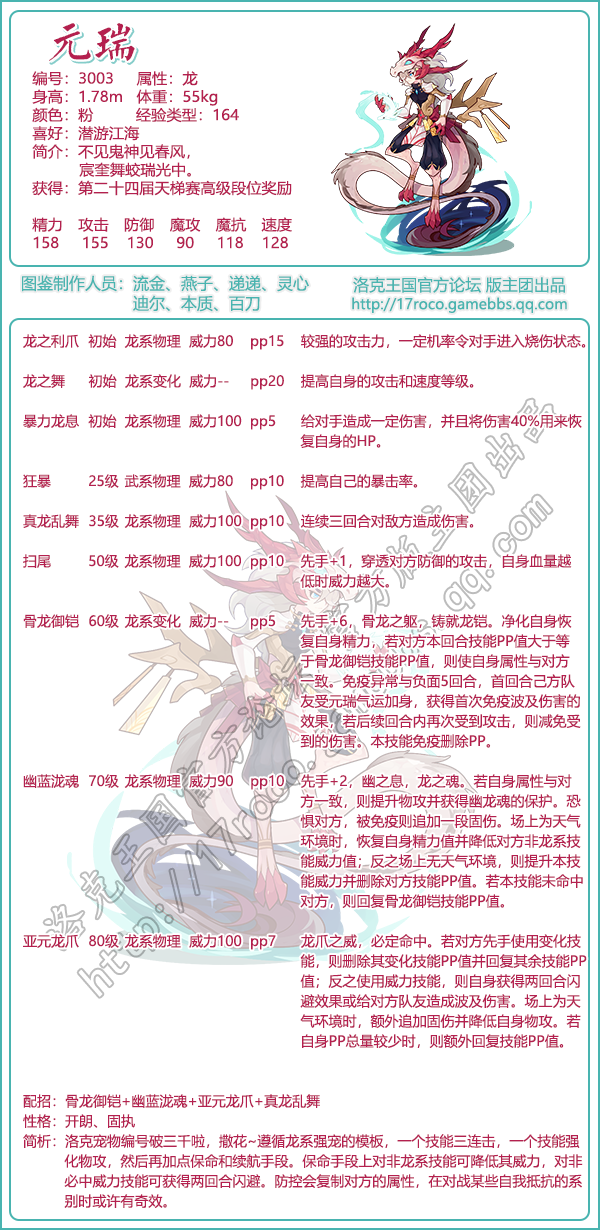 元瑞
编号：3003 属性：龙
身高：1.78m 体重：55kg
颜色：粉 经验类型：164
喜好：潜游江海
简介：不见鬼神见春风，
宸奎舞蛟瑞光中。
获得：第二十四届天梯赛高级段位奖励
精力 攻击 防御 魔攻 魔抗 速度
158 155 130 90 118 128
图鉴制作人员：流金、燕子、递递、灵心
迪尔、本质、百刀
洛克王国官方论坛 版主团出品
http://17roco.gamebbs.qq.com
龙之利爪 初始 龙系物理 威力80 pp15 较强的攻击力，一定机率令对手进入烧伤状态。
龙之舞 初始 龙系变化 威力-- pp20 提高自身的攻击和速度等级。
暴力龙息 初始 龙系物理 威力100 pp5 给对手造成一定伤害，并且将伤害40%用来恢
复自身的HP。
狂暴 25级 武系物理 威力80 pp10 提高自己的暴击率。
真龙乱舞 35级 龙系物理 威力100 pp10 连续三回合对敌方造成伤害。
扫尾 50级 龙系物理 威力100 pp10 先手+1，穿透对方防御的攻击，自身血量越
低时威力越大。
骨龙御铠 60级 龙系变化 威力-- pp5 先手+6，骨龙之躯，铸就龙铠。净化自身恢
复自身精力，若对方本回合技能PP值大于等
于骨龙御铠技能PP值，则使自身属性与对方
一致。免疫异常与负面5回合，首回合己方队
友受元瑞气运加身，获得首次免疫波及伤害的
效果，若后续回合内再次受到攻击，则减免受
到的伤害。本技能免疫删除PP。
幽蓝泷魂 70级 龙系物理 威力90 pp10 先手+2，幽之息，龙之魂。若自身属性与对
方一致，则提升物攻并获得幽龙魂的保护。恐
惧对方，被免疫则追加一段固伤。场上为天气
环境时，恢复自身精力值并降低对方非龙系技
能威力值；反之场上无天气环境，则提升本技
能威力并删除对方技能PP值。若本技能未命中
对方，则回复骨龙御铠技能PP值。
亚元龙爪 80级 龙系物理 威力100 pp7 龙爪之威，必定命中。若对方先手使用变化技
能，则删除其变化技能PP值并回复其余技能PP
值；反之使用威力技能，则自身获得两回合闪
避效果或给对方队友造成波及伤害。场上为天
气环境时，额外追加固伤并降低自身物攻。若
自身PP总量较少时，则额外回复技能PP值。
配招：骨龙御铠+幽蓝泷魂+亚元龙爪+真龙乱舞
性格：开朗、固执
简析：洛克宠物编号破三千啦，撒花~遵循龙系强宠的模板，一个技能三连击，一个技能强
化物攻，然后再加点保命和续航手段。保命手段上对非龙系技能可降低其威力，对非
必中威力技能可获得两回合闪避。防控会复制对方的属性，在对战某些自我抵抗的系
别时或许有奇效。
洛克王国官方论坛 版主团出品
http://17roco.gamebbs.qq.com